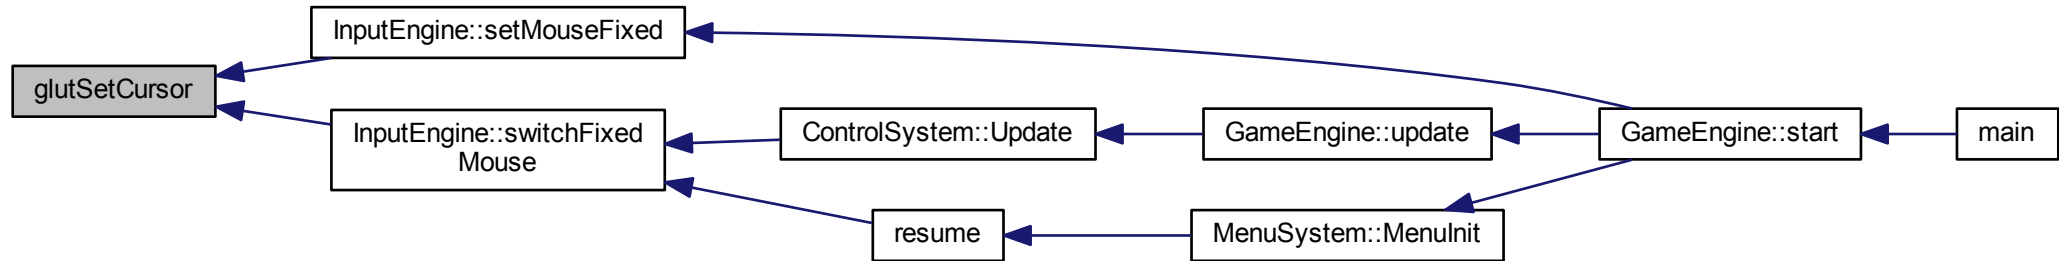 InputEngine::setMouseFixed
glutSetCursor
InputEngine::switchFixed
Mouse
ControlSystem::Update
GameEngine::update
GameEngine::start
main
resume
MenuSystem::MenuInit